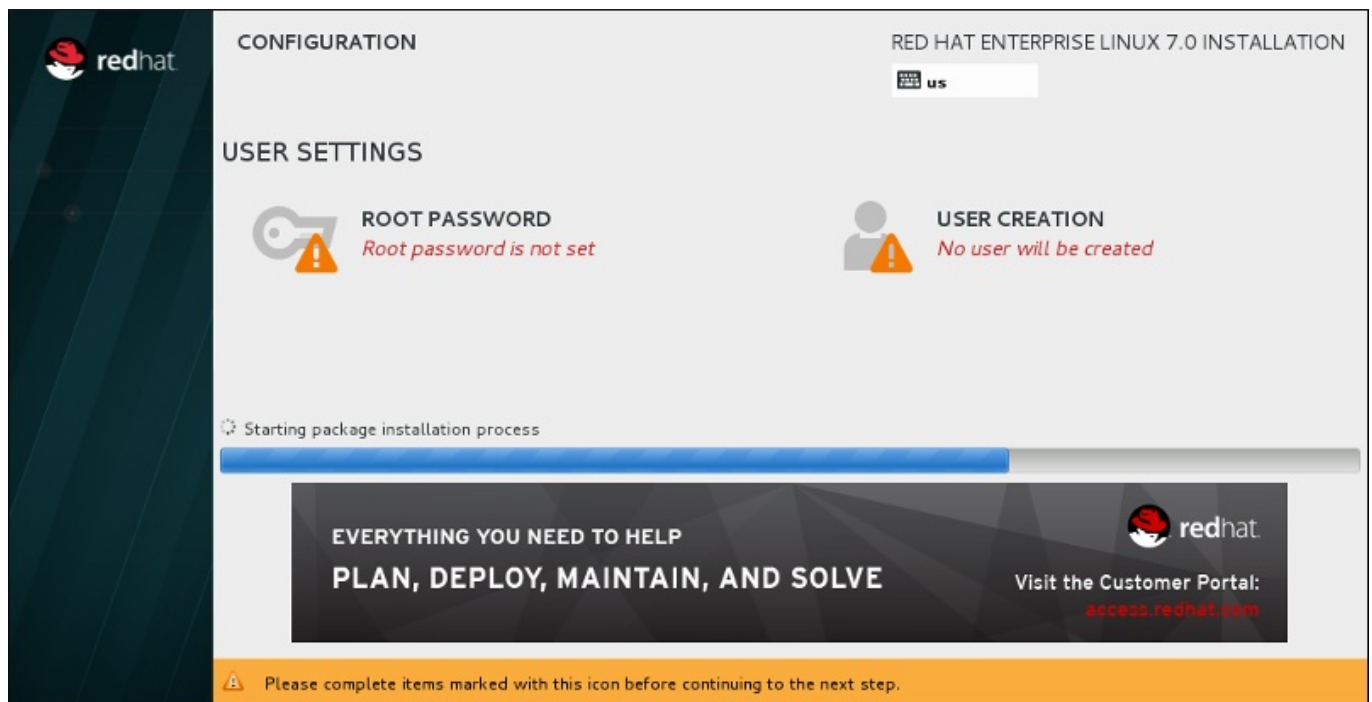 redhat.
CONFIGURATION
RED HAT ENTERPRISE LINUX 7.0 INSTALLATION
us
USER SETTINGS
ROOT PASSWORD
Root password is not set
USER CREATION
No user will be created
Starting package installation process
EVERYTHING YOU NEED TO HELP
PLAN, DEPLOY, MAINTAIN, AND SOLVE
redhat.
Visit the Customer Portal:
access.redhat.com
Please complete items marked with this icon before continuing to the next step.